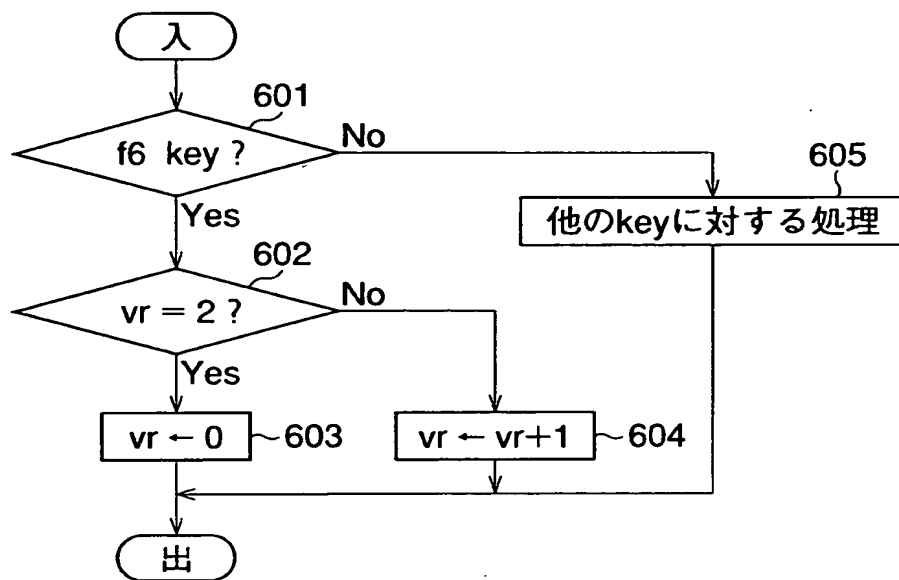 入
601
f6 key ?
No
605
Yes
他のkeyに対する処理
602
vr = 2 ?
No
Yes
vr ← 0
603
vr ← vr+1
604
出